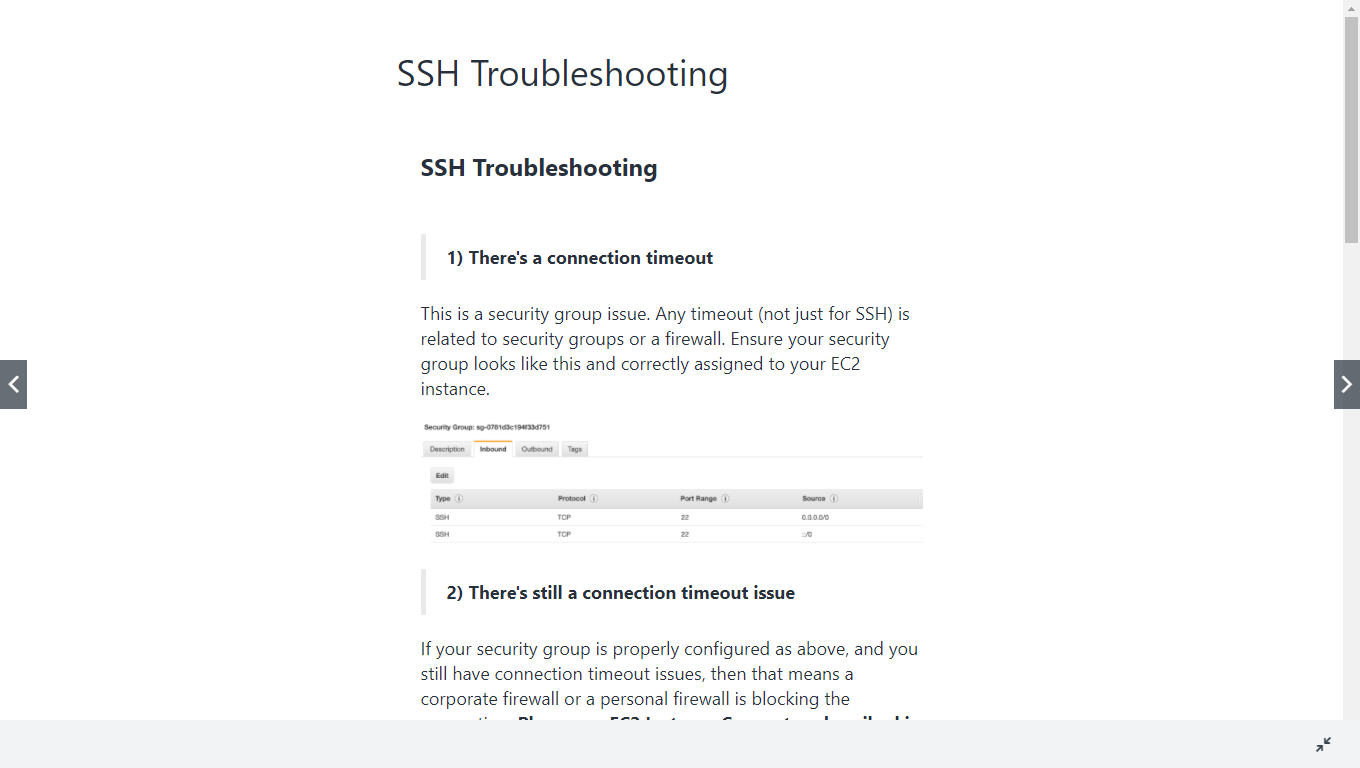 SSH Troubleshooting
SSH Troubleshooting
1) There's a connection timeout
This is a security group issue. Any timeout (not just for SSH) is
related to security groups or a firewall. Ensure your security
group looks like this and correctly assigned to your EC2
instance.
Security Group: sg-0781d3c194f33d751
Description Inbound Outbound Tags
Edit
Type Protocol Port Range Source
SSH TCP 22 0.0.0.0/0
SSH TCP 22 ::/0
2) There's still a connection timeout issue
If your security group is properly configured as above, and you
still have connection timeout issues, then that means a
corporate firewall or a personal firewall is blocking the